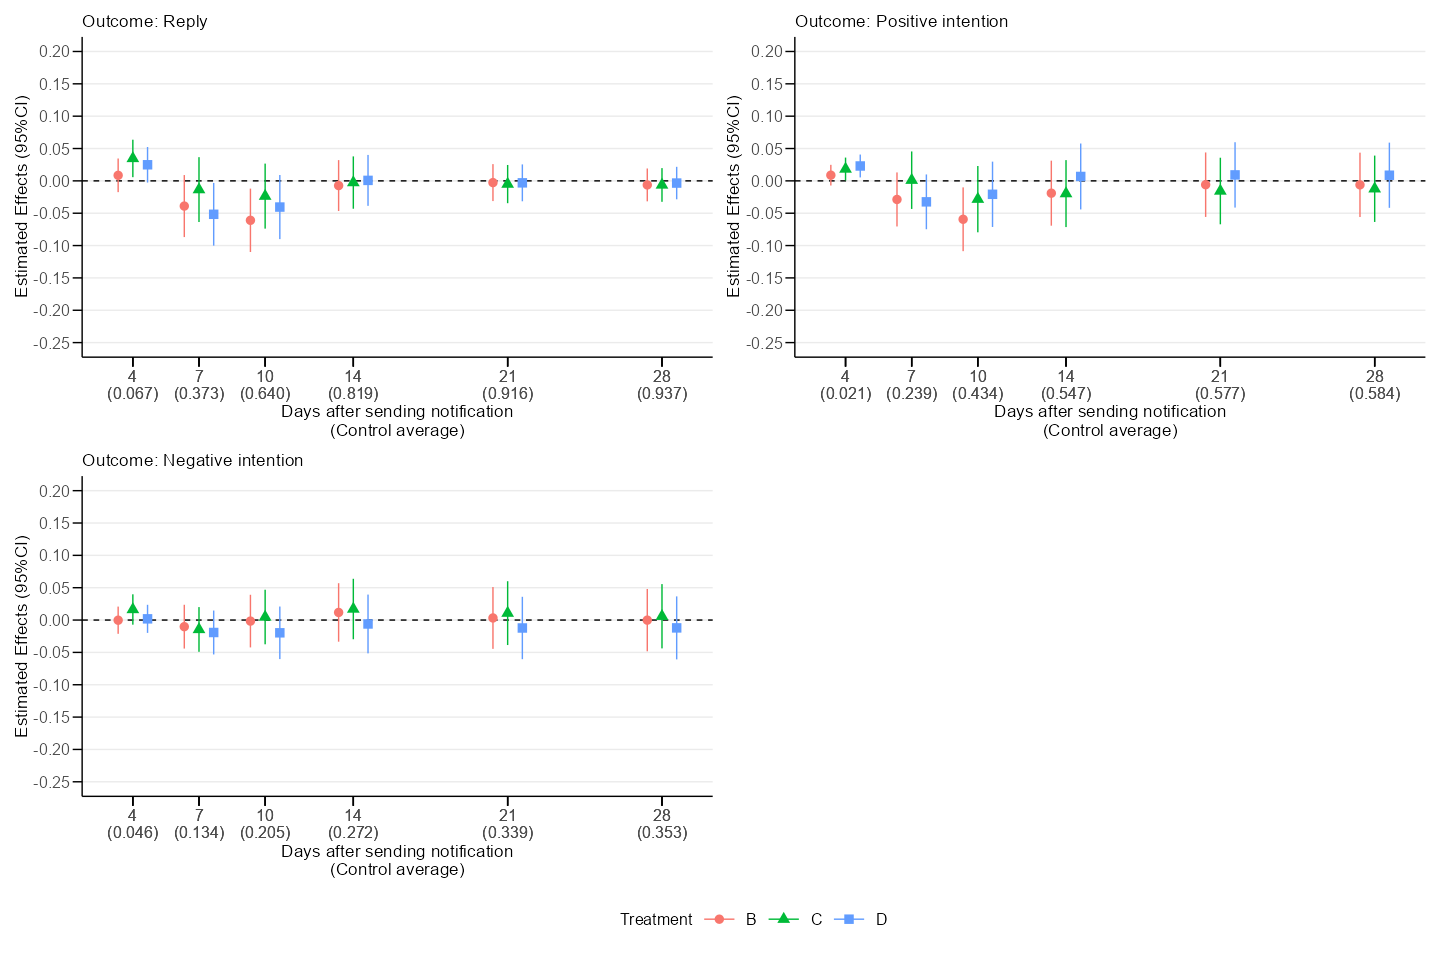 Outcome: Reply
Estimated Effects (95%CI)
0.20
0.15
0.10
0.05
0.00
-0.05
-0.10
-0.15
-0.20
-0.25
4 7 10 14 21 28
(0.067) (0.373) (0.640) (0.819) (0.916) (0.937)
Days after sending notification
(Control average)
Outcome: Positive intention
Estimated Effects (95%CI)
0.20
0.15
0.10
0.05
0.00
-0.05
-0.10
-0.15
-0.20
-0.25
4 7 10 14 21 28
(0.021) (0.239) (0.434) (0.547) (0.577) (0.584)
Days after sending notification
(Control average)
Outcome: Negative intention
Estimated Effects (95%CI)
0.20
0.15
0.10
0.05
0.00
-0.05
-0.10
-0.15
-0.20
-0.25
4 7 10 14 21 28
(0.046) (0.134) (0.205) (0.272) (0.339) (0.353)
Days after sending notification
(Control average)
Treatment B C D